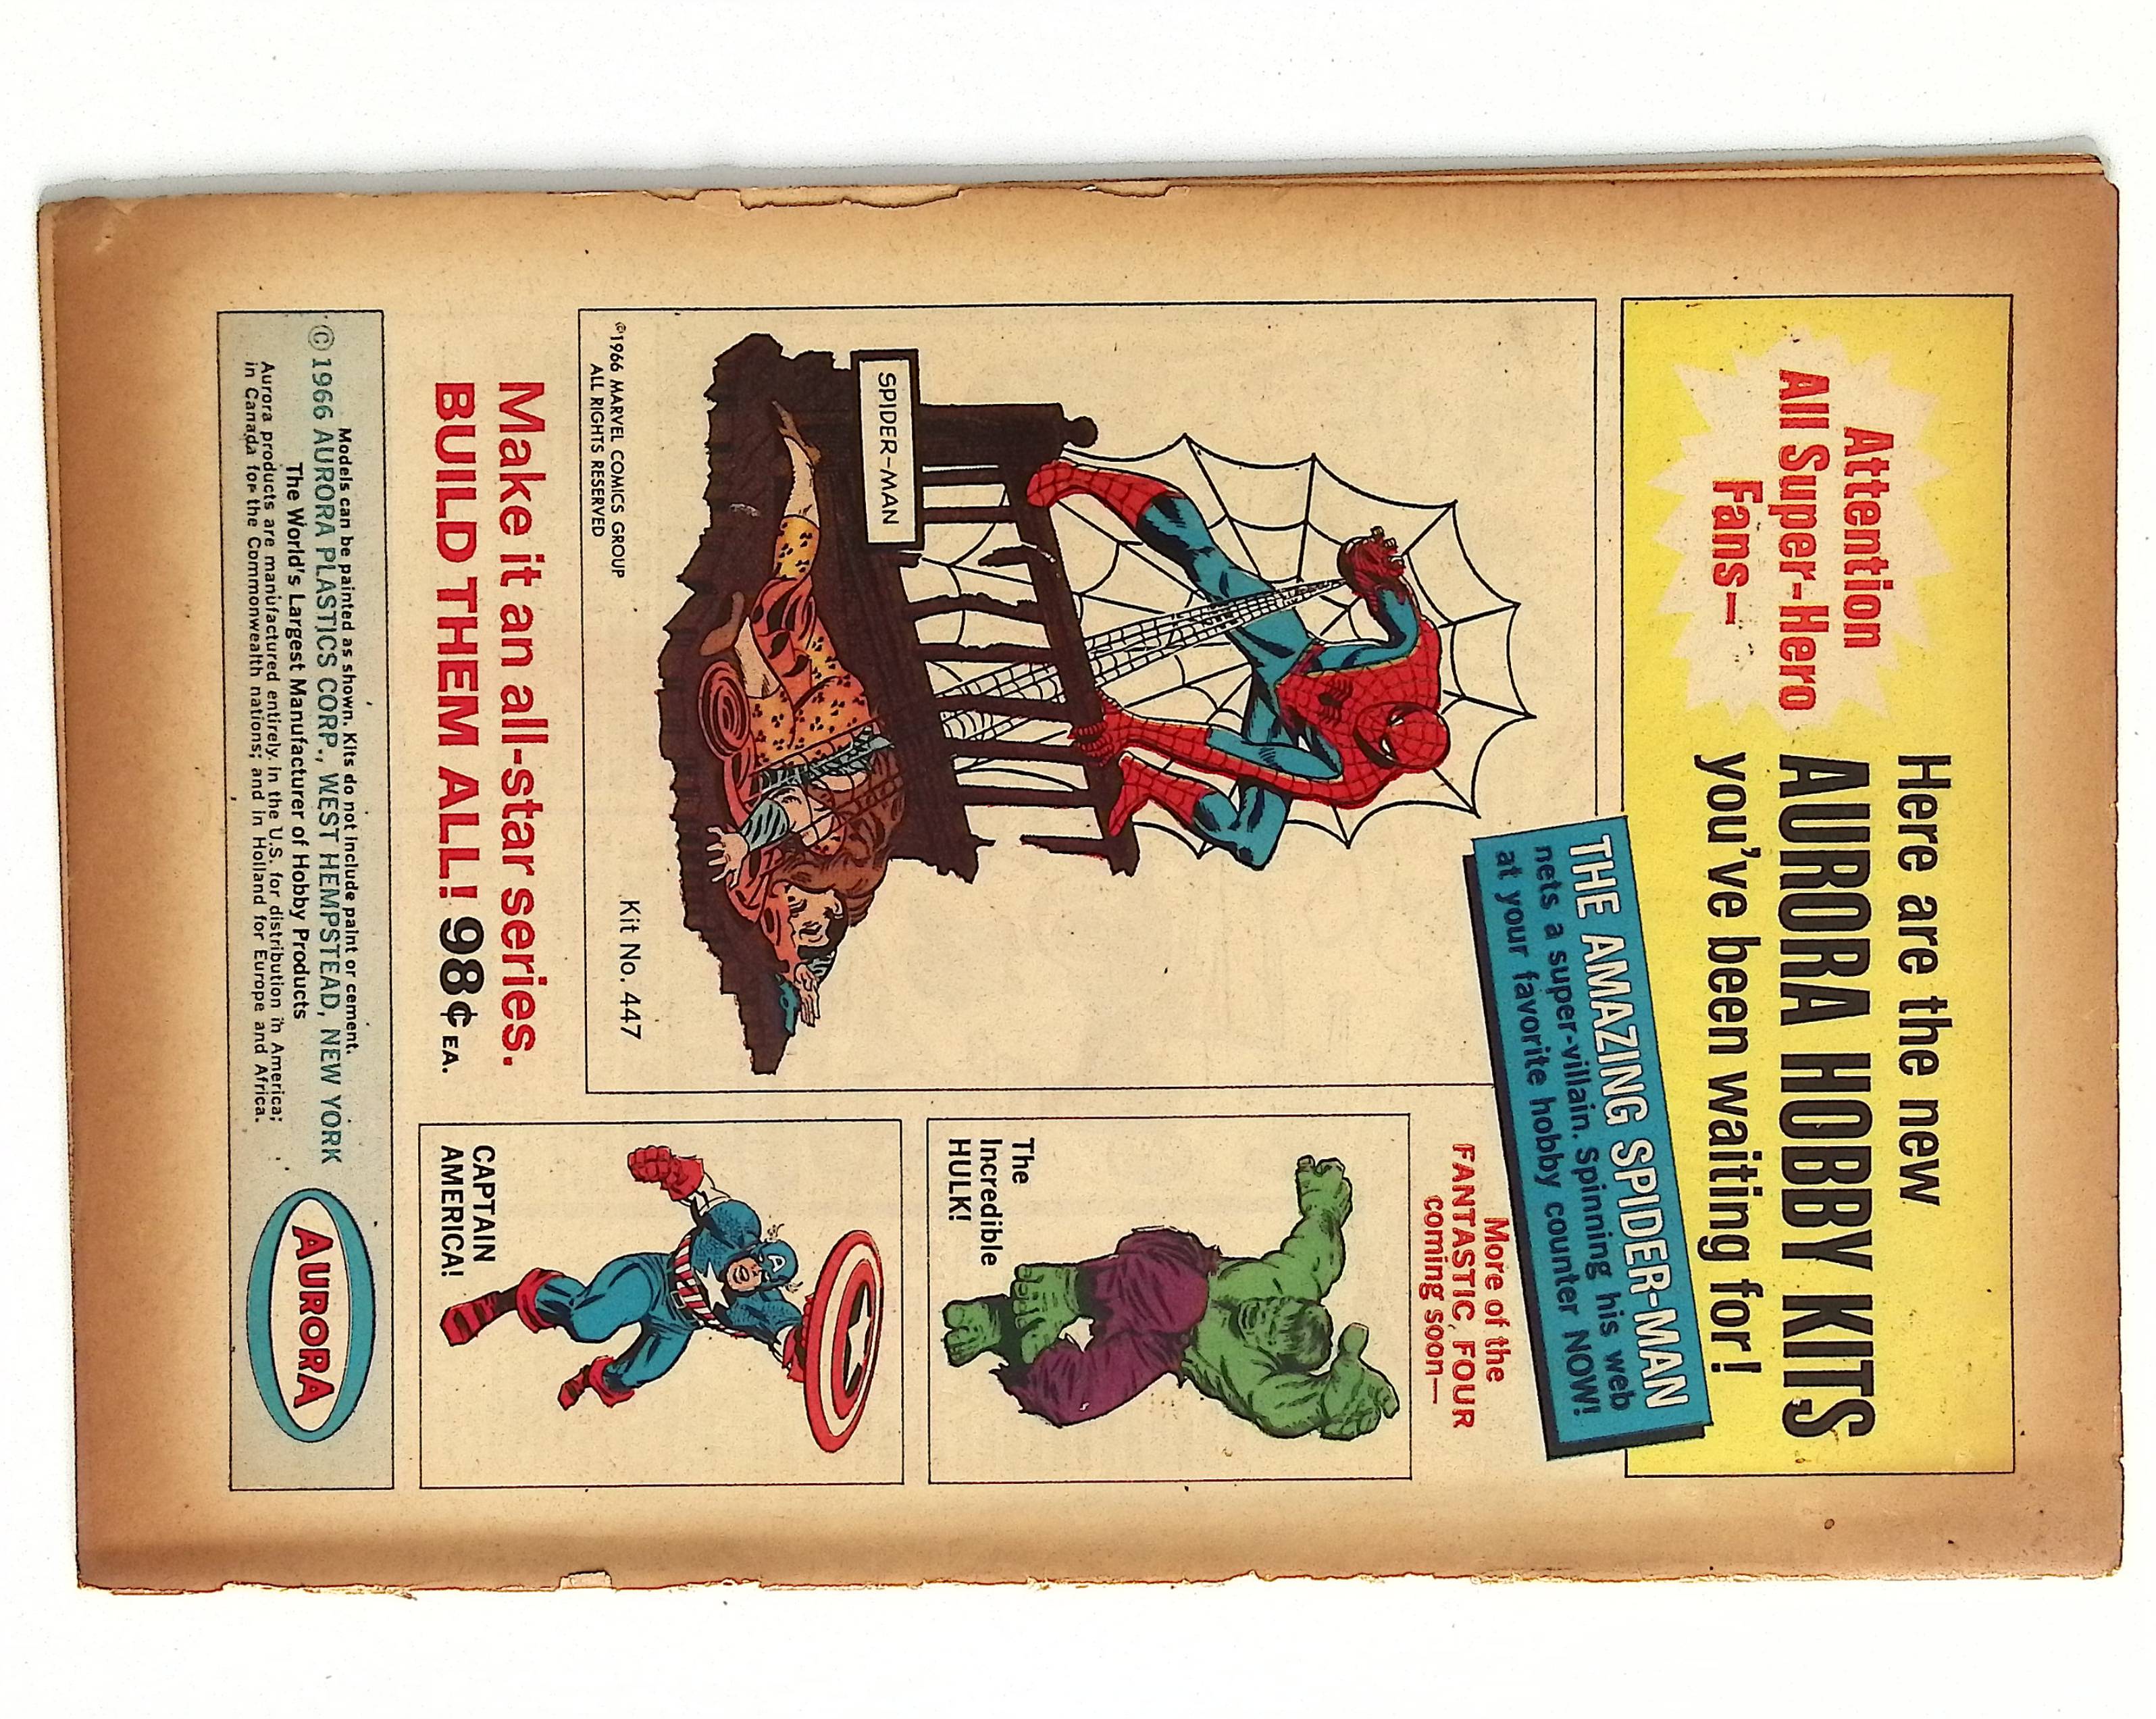 Attention
All Super-Hero
Fans—
Here are the new
AURORA HOBBY KITS
you've been waiting for!
THE AMAZING SPIDER-MAN
nets a super-villain. Spinning his web
at your favorite hobby counter NOW!
SPIDER-MAN
©1966 MARVEL COMICS GROUP
ALL RIGHTS RESERVED
Kit No. 447
More of the
FANTASTIC FOUR
coming soon—
The
Incredible
HULK!
A
CAPTAIN
AMERICA!
Make it an all-star series.
BUILD THEM ALL! 98¢ EA.
Models can be painted as shown. Kits do not include paint or cement.
© 1966 AURORA PLASTICS CORP., WEST HEMPSTEAD, NEW YORK
The World's Largest Manufacturer of Hobby Products
Aurora products are manufactured entirely in the U.S. for distribution in America;
in Canada for the Commonwealth nations; and in Holland for Europe and Africa.
AURORA